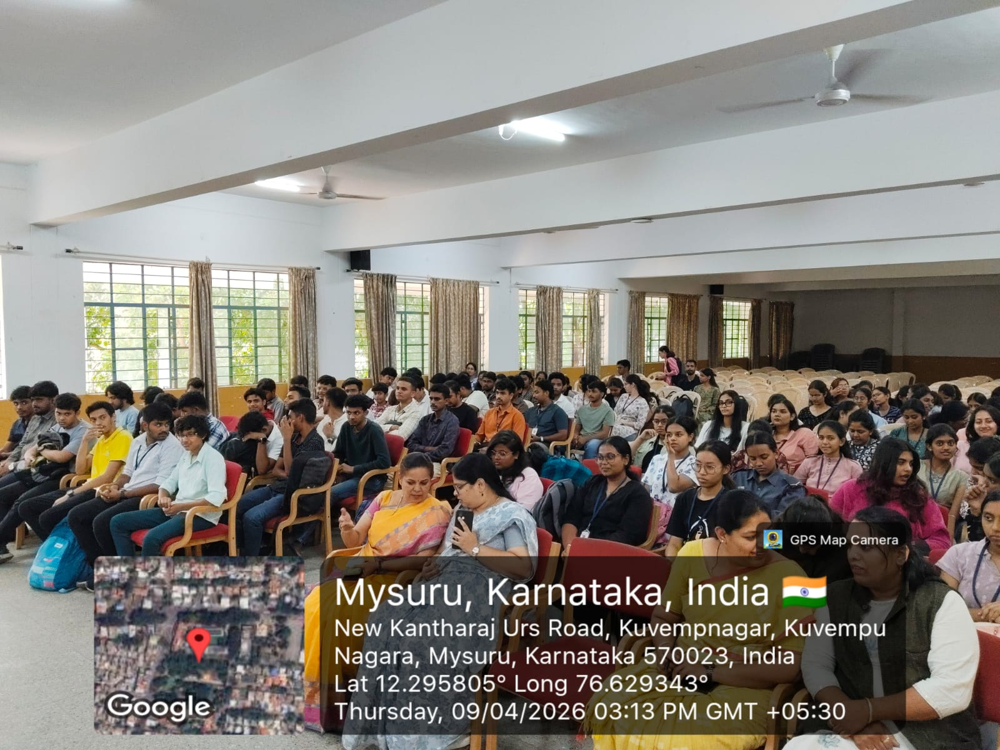 GPS Map Camera
Mysuru, Karnataka, India 🇮🇳
New Kantharaj Urs Road, Kuvempnagar, Kuvempu
Nagara, Mysuru, Karnataka 570023, India
Lat 12.295805° Long 76.629343°
Thursday, 09/04/2026 03:13 PM GMT +05:30
Google